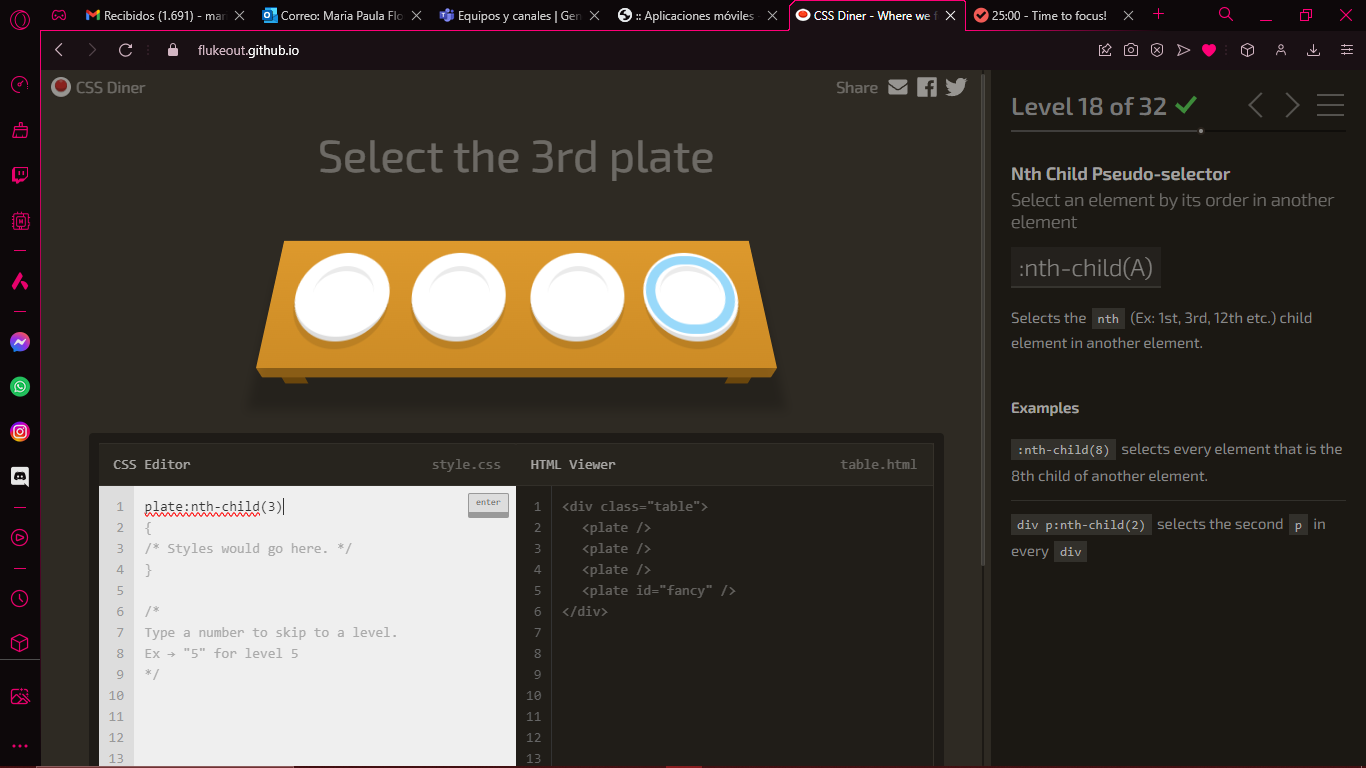 Recibidos (1.691) - mar
Correo: Maria Paula Flo
Equipos y canales | Gen
:: Aplicaciones móviles -
CSS Diner - Where we f
25:00 - Time to focus!
flukeout.github.io
CSS Diner
Share
Select the 3rd plate
CSS Editor
style.css
HTML Viewer
table.html
1 plate:nth-child(3)
enter
2 {
3 /* Styles would go here. */
4 }
5
6 /*
7 Type a number to skip to a level.
8 Ex → "5" for level 5
9 */
10
11
12
13
1 <div class="table">
2 <plate />
3 <plate />
4 <plate />
5 <plate id="fancy" />
6 </div>
7
8
9
10
11
12
13
Level 18 of 32
Nth Child Pseudo-selector
Select an element by its order in another
element
:nth-child(A)
Selects the nth (Ex: 1st, 3rd, 12th etc.) child
element in another element.
Examples
:nth-child(8) selects every element that is the
8th child of another element.
div p:nth-child(2) selects the second p in
every div